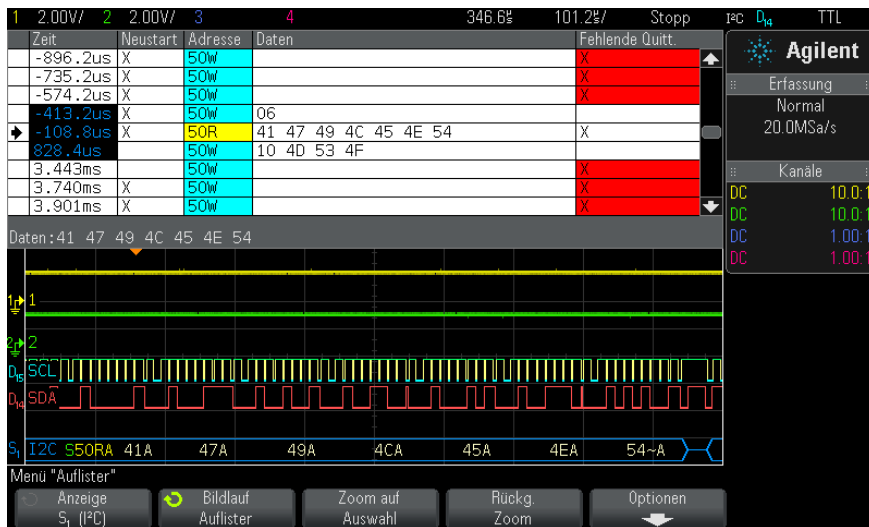 1 2.00V/ 2 2.00V/ 3 4 346.6% 101.2%/ Stopp I²C D14 TTL
Zeit Neustart Adresse Daten Fehlende Quitt.
-896.2us X 50W X
-735.2us X 50W X
-574.2us X 50W X
-413.2us X 50W 06
-108.8us X 50R 41 47 49 4C 45 4E 54 X
828.4us 50W 10 4D 53 4F
3.443ms 50W X
3.740ms X 50W X
3.901ms X 50W X
Daten:41 47 49 4C 45 4E 54
Agilent
Erfassung
Normal
20.0MSa/s
Kanäle
DC 10.0:1
DC 10.0:1
DC 1.00:1
DC 1.00:1
1 1
2 2
D15 SCL
D14 SDA
S1 I2C S50RA 41A 47A 49A 4CA 45A 4EA 54~A
Menü "Auflister"
Anzeige
S1 (I²C)
Bildlauf
Auflister
Zoom auf
Auswahl
Rückg.
Zoom
Optionen